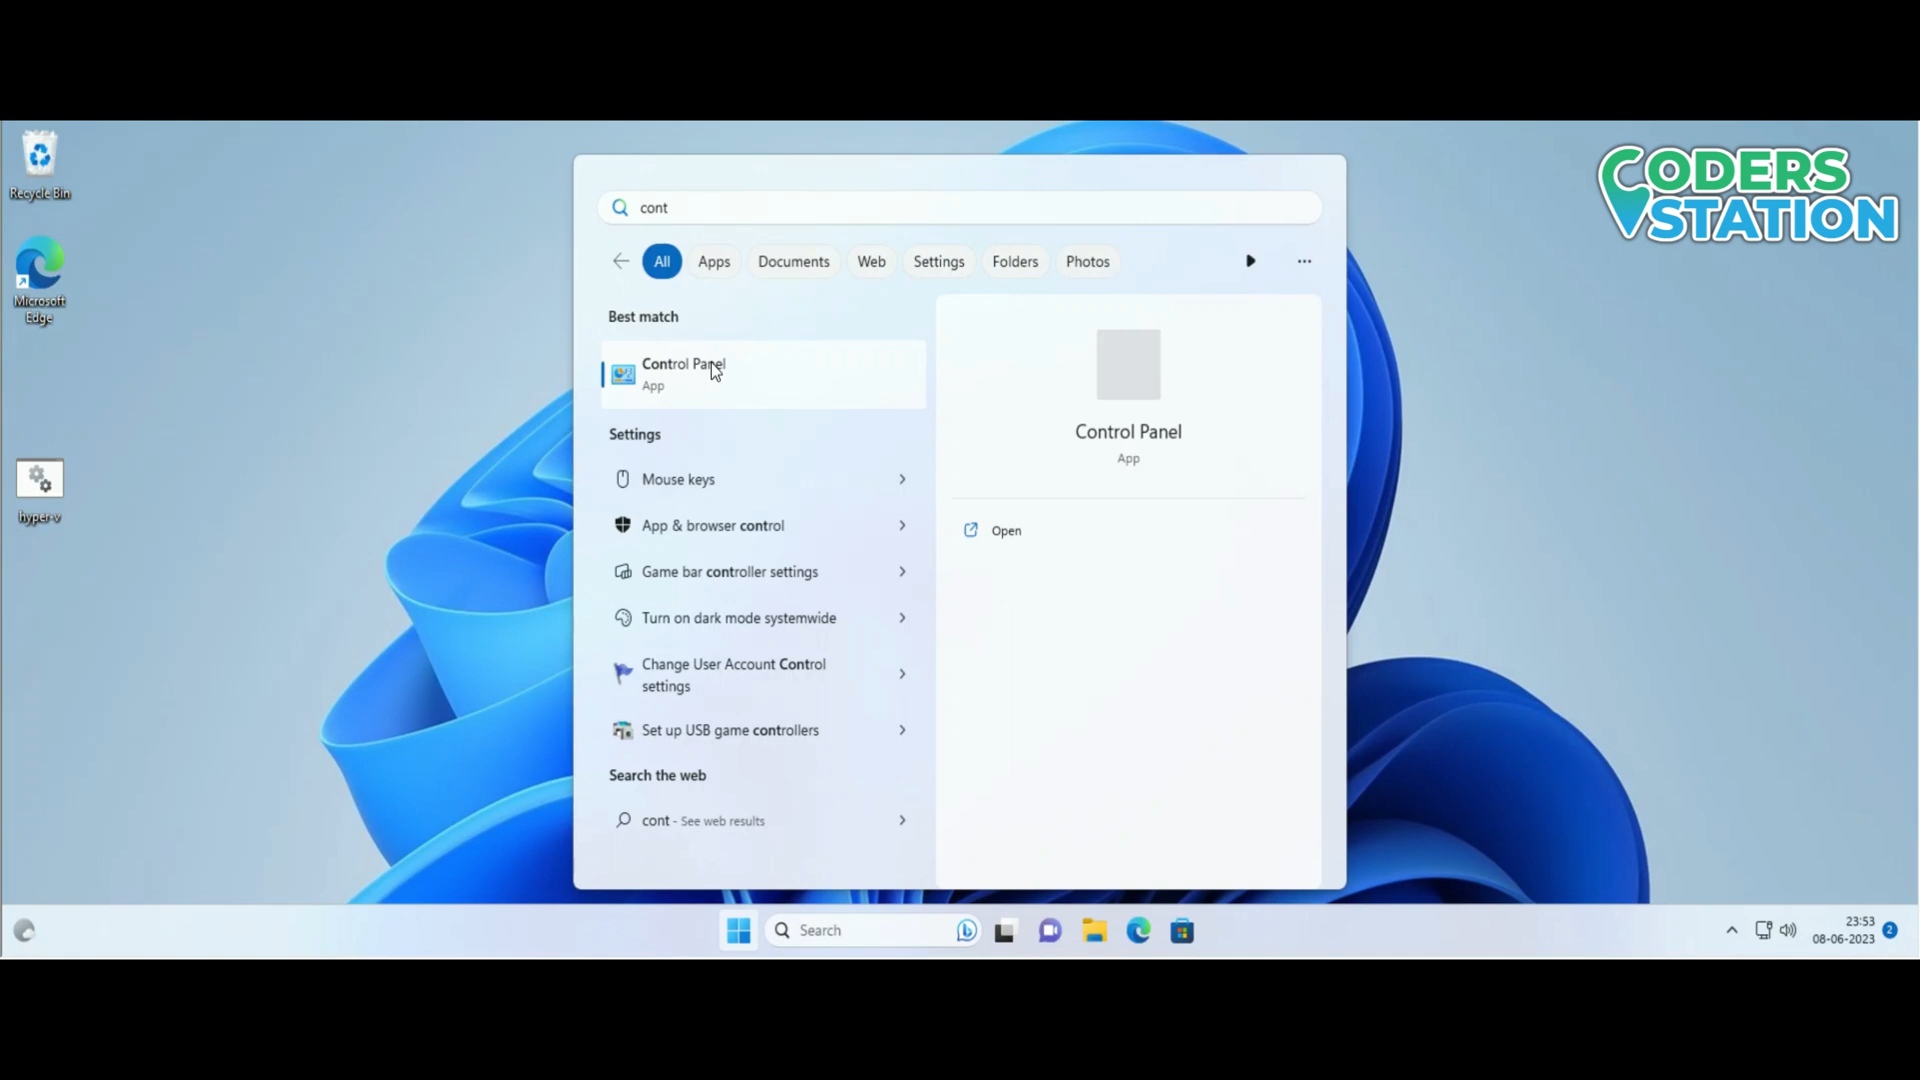 CODERS
STATION
Recycle Bin
Microsoft
Edge
hyper-v
cont
All
Apps
Documents
Web
Settings
Folders
Photos
Best match
Control Panel
App
Settings
Mouse keys
App & browser control
Game bar controller settings
Turn on dark mode systemwide
Change User Account Control
settings
Set up USB game controllers
Search the web
cont - See web results
Control Panel
App
Open
Search
23:53
08-06-2023
2